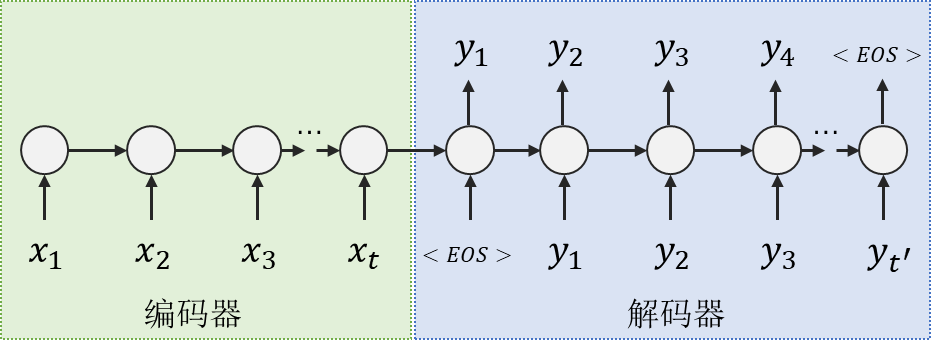 y₁ y₂ y₃ y₄ < EOS >
… …
x₁ x₂ x₃ xₜ < EOS > y₁ y₂ y₃ yₜ′
编码器 解码器